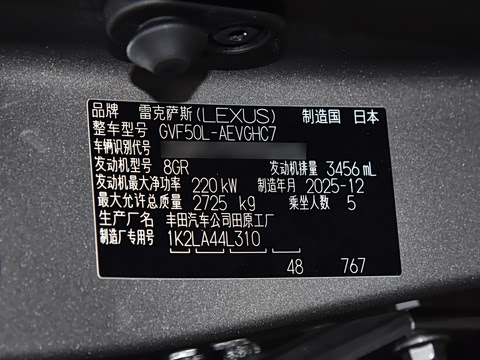 品牌 雷克萨斯(LEXUS) 制造国 日本
整车型号 GVF50L-AEVGHC7
车辆识别代号
发动机型号 8GR 发动机排量 3456 mL
发动机最大净功率 220 kW 制造年月 2025-12
最大允许总质量 2725 kg 乘坐人数 5
生产厂名 丰田汽车公司田原工厂
制造厂专用号 1K2LA44L310
48 767